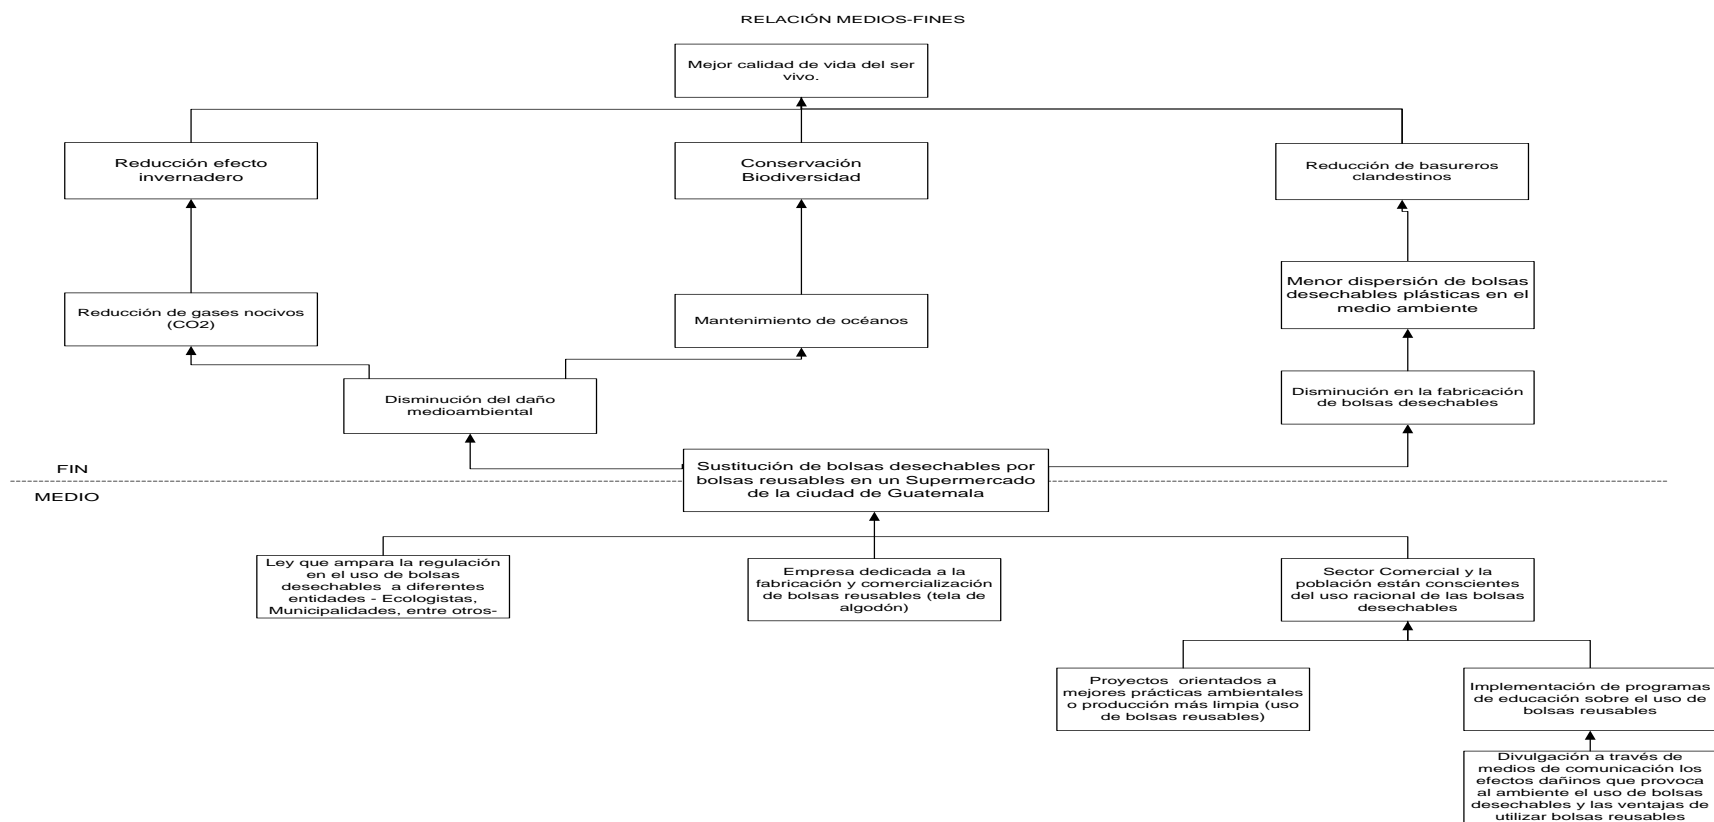 RELACIÓN MEDIOS-FINES
Mejor calidad de vida del ser
vivo.
Reducción efecto
invernadero
Conservación
Biodiversidad
Reducción de basureros
clandestinos
Menor dispersión de bolsas
desechables plásticas en el
medio ambiente
Reducción de gases nocivos
(CO2)
Mantenimiento de océanos
Disminución del daño
medioambiental
Disminución en la fabricación
de bolsas desechables
FIN
Sustitución de bolsas desechables por
bolsas reusables en un Supermercado
de la ciudad de Guatemala
MEDIO
Ley que ampara la regulación
en el uso de bolsas
desechables  a diferentes
entidades - Ecologistas,
Municipalidades, entre otros-
Empresa dedicada a la
fabricación y comercialización
de bolsas reusables (tela de
algodón)
Sector Comercial y la
población están conscientes
del uso racional de las bolsas
desechables
Proyectos  orientados a
mejores prácticas ambientales
o producción más limpia (uso
de bolsas reusables)
Implementación de programas
de educación sobre el uso de
bolsas reusables
Divulgación a través de
medios de comunicación los
efectos dañinos que provoca
al ambiente el uso de bolsas
desechables y las ventajas de
utilizar bolsas reusables